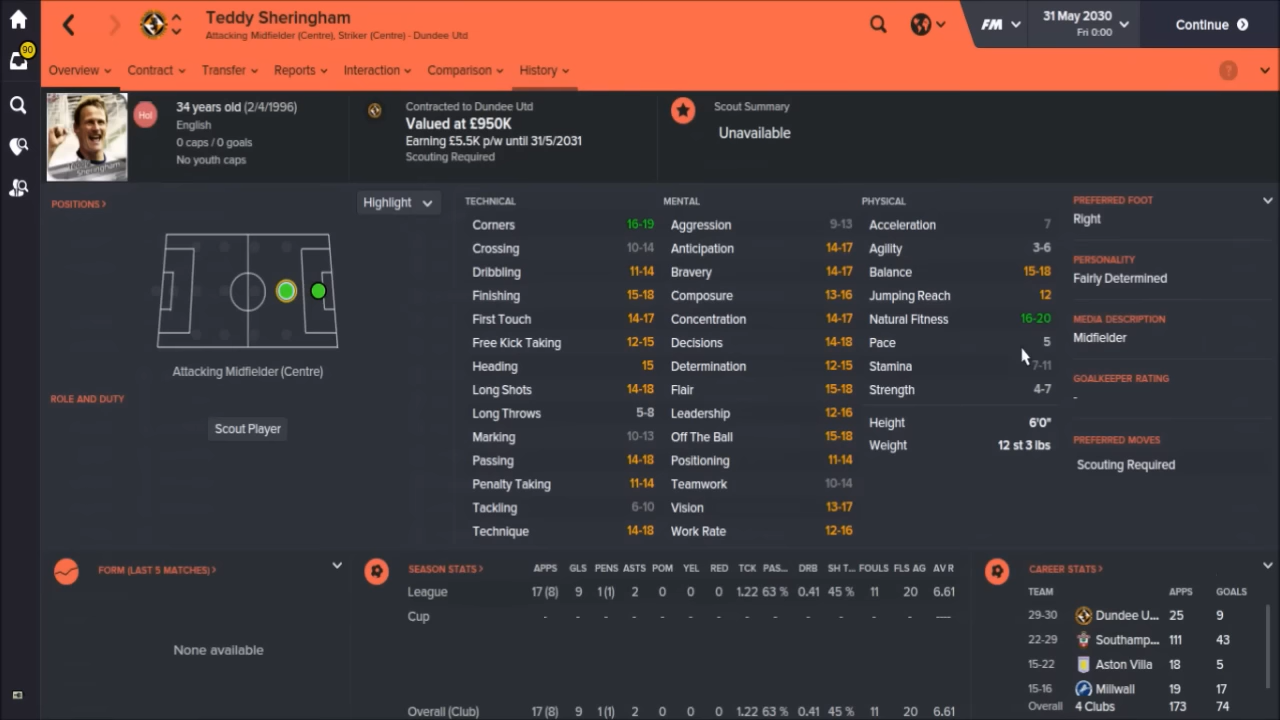 Teddy Sheringham
Attacking Midfielder (Centre), Striker (Centre) - Dundee Utd
FM
31 May 2030
Fri 0:00
Continue
90
Overview Contract Transfer Reports Interaction Comparison History
Hol
34 years old (2/4/1996)
English
0 caps / 0 goals
No youth caps
Teddy Sheringham
Contracted to Dundee Utd
Valued at £950K
Earning £5.5K p/w until 31/5/2031
Scouting Required
Scout Summary
Unavailable
POSITIONS >
Highlight
Attacking Midfielder (Centre)
ROLE AND DUTY
Scout Player
TECHNICAL
Corners 16-19
Crossing 10-14
Dribbling 11-14
Finishing 15-18
First Touch 14-17
Free Kick Taking 12-15
Heading 15
Long Shots 14-18
Long Throws 5-8
Marking 10-13
Passing 14-18
Penalty Taking 11-14
Tackling 6-10
Technique 14-18
MENTAL
Aggression 9-13
Anticipation 14-17
Bravery 14-17
Composure 13-16
Concentration 14-17
Decisions 14-18
Determination 12-15
Flair 15-18
Leadership 12-16
Off The Ball 15-18
Positioning 11-14
Teamwork 10-14
Vision 13-17
Work Rate 12-16
PHYSICAL
Acceleration 7
Agility 3-6
Balance 15-18
Jumping Reach 12
Natural Fitness 16-20
Pace 5
Stamina 7-11
Strength 4-7
Height 6'0"
Weight 12 st 3 lbs
PREFERRED FOOT
Right
PERSONALITY
Fairly Determined
MEDIA DESCRIPTION
Midfielder
GOALKEEPER RATING
-
PREFERRED MOVES
Scouting Required
FORM (LAST 5 MATCHES) >
None available
SEASON STATS > APPS GLS PENS ASTS POM YEL RED TCK PAS... DRB SH T... FOULS FLS AG AV R
League 17 (8) 9 1 (1) 2 0 0 0 1.22 63 % 0.41 45 % 11 20 6.61
Cup - - - - - - - - - - - - - ---
Overall (Club) 17 (8) 9 1 (1) 2 0 0 0 1.22 63 % 0.41 45 % 11 20 6.61
CAREER STATS >
TEAM APPS GOALS
29-30 Dundee U... 25 9
22-29 Southamp... 111 43
15-22 Aston Villa 18 5
15-16 Millwall 19 17
Overall 4 Clubs 173 74